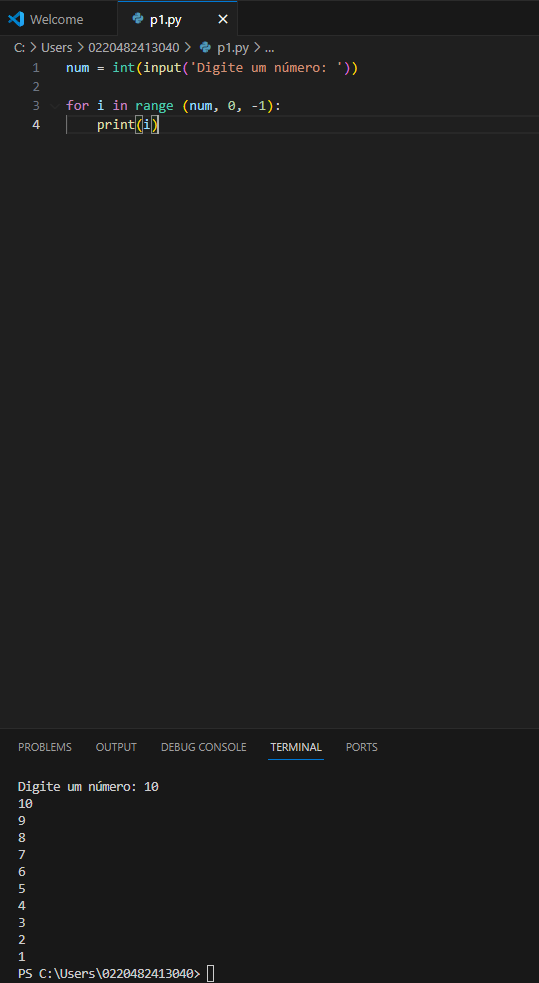 Welcome
p1.py
C: > Users > 0220482413040 > p1.py > ...
1 num = int(input('Digite um número: '))
2
3 for i in range (num, 0, -1):
4 print(i)
PROBLEMS OUTPUT DEBUG CONSOLE TERMINAL PORTS
Digite um número: 10
10
9
8
7
6
5
4
3
2
1
PS C:\Users\0220482413040>